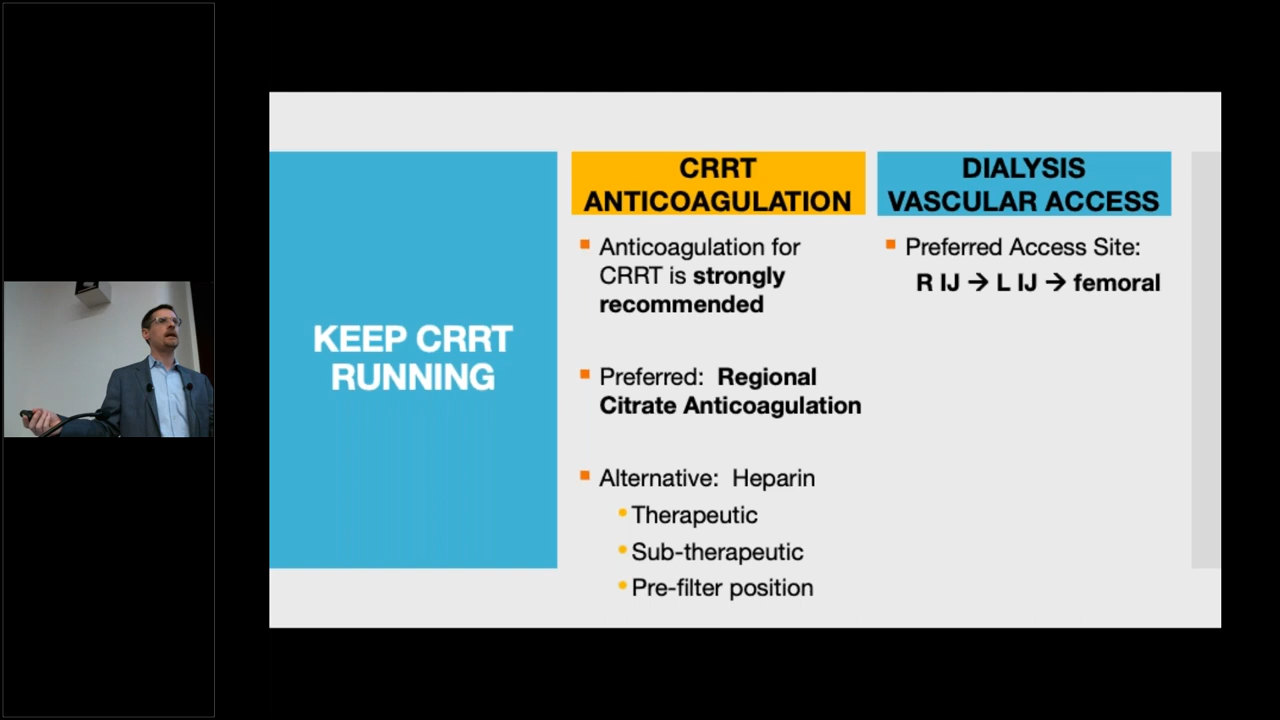 KEEP CRRT
RUNNING
CRRT
ANTICOAGULATION
Anticoagulation for
CRRT is strongly
recommended
Preferred: Regional
Citrate Anticoagulation
Alternative: Heparin
Therapeutic
Sub-therapeutic
Pre-filter position
DIALYSIS
VASCULAR ACCESS
Preferred Access Site:
R IJ → L IJ → femoral